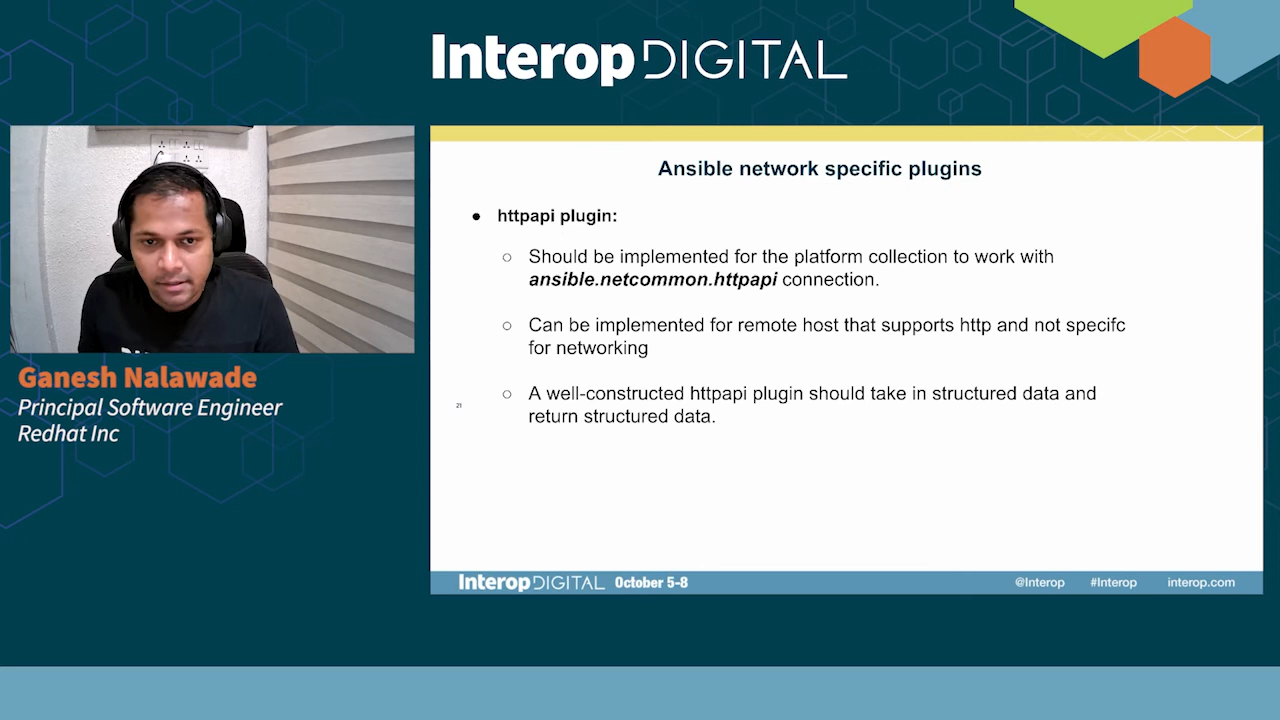 Interop DIGITAL
Ganesh Nalawade
Principal Software Engineer
Redhat Inc
Ansible network specific plugins
● httpapi plugin:
○ Should be implemented for the platform collection to work with
ansible.netcommon.httpapi connection.
○ Can be implemented for remote host that supports http and not specifc
for networking
○ A well-constructed httpapi plugin should take in structured data and
return structured data.
21
Interop DIGITAL October 5-8 @Interop #Interop interop.com